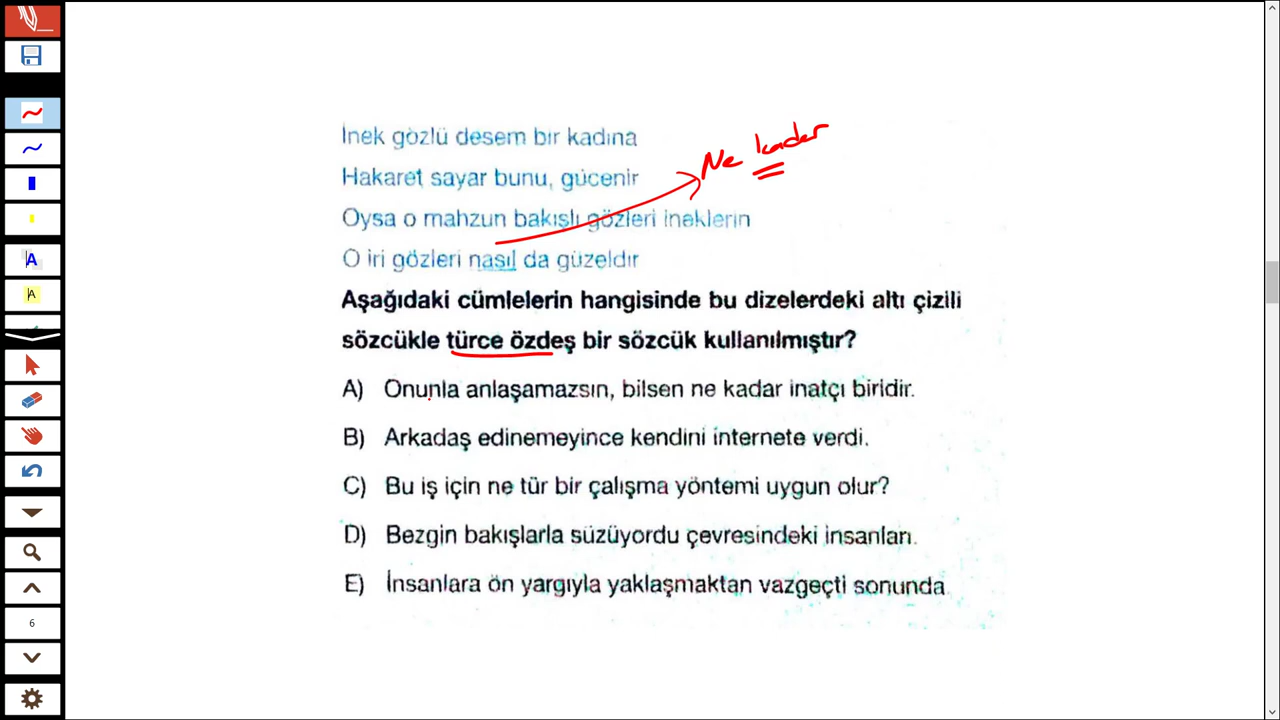 İnek gözlü desem bir kadına
Ne kadar
Hakaret sayar bunu, gücenir
Oysa o mahzun bakışlı gözleri ineklerin
O iri gözleri nasıl da güzeldir
Aşağıdaki cümlelerin hangisinde bu dizelerdeki altı çizili
sözcükle türce özdeş bir sözcük kullanılmıştır?
A) Onunla anlaşamazsın, bilsen ne kadar inatçı biridir.
B) Arkadaş edinemeyince kendini internete verdi.
C) Bu iş için ne tür bir çalışma yöntemi uygun olur?
D) Bezgin bakışlarla süzüyordu çevresindeki insanları.
E) İnsanlara ön yargıyla yaklaşmaktan vazgeçti sonunda.
A
A
6